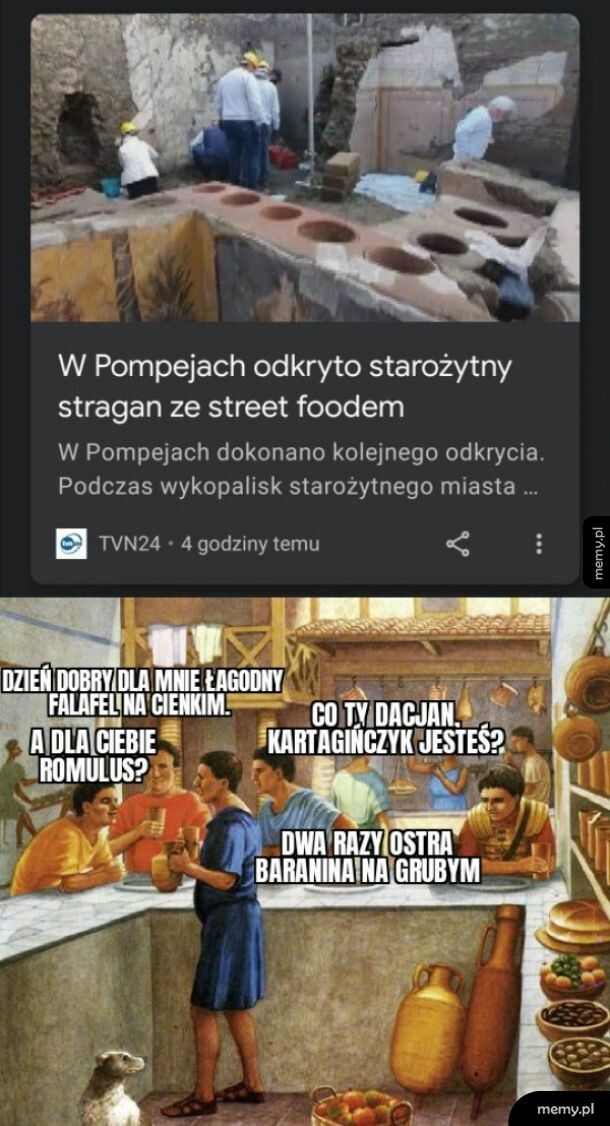 W Pompejach odkryto starożytny
stragan ze street foodem
W Pompejach dokonano kolejnego odkrycia.
Podczas wykopalisk starożytnego miasta ...
TVN24 • 4 godziny temu
memy.pl
DZIEŃ DOBRY DLA MNIE ŁAGODNY
FALAFEL NA CIENKIM.
A DLA CIEBIE
ROMULUS?
CO TY DACJAN,
KARTAGIŃCZYK JESTEŚ?
DWA RAZY OSTRA
BARANINA NA GRUBYM
memy.pl